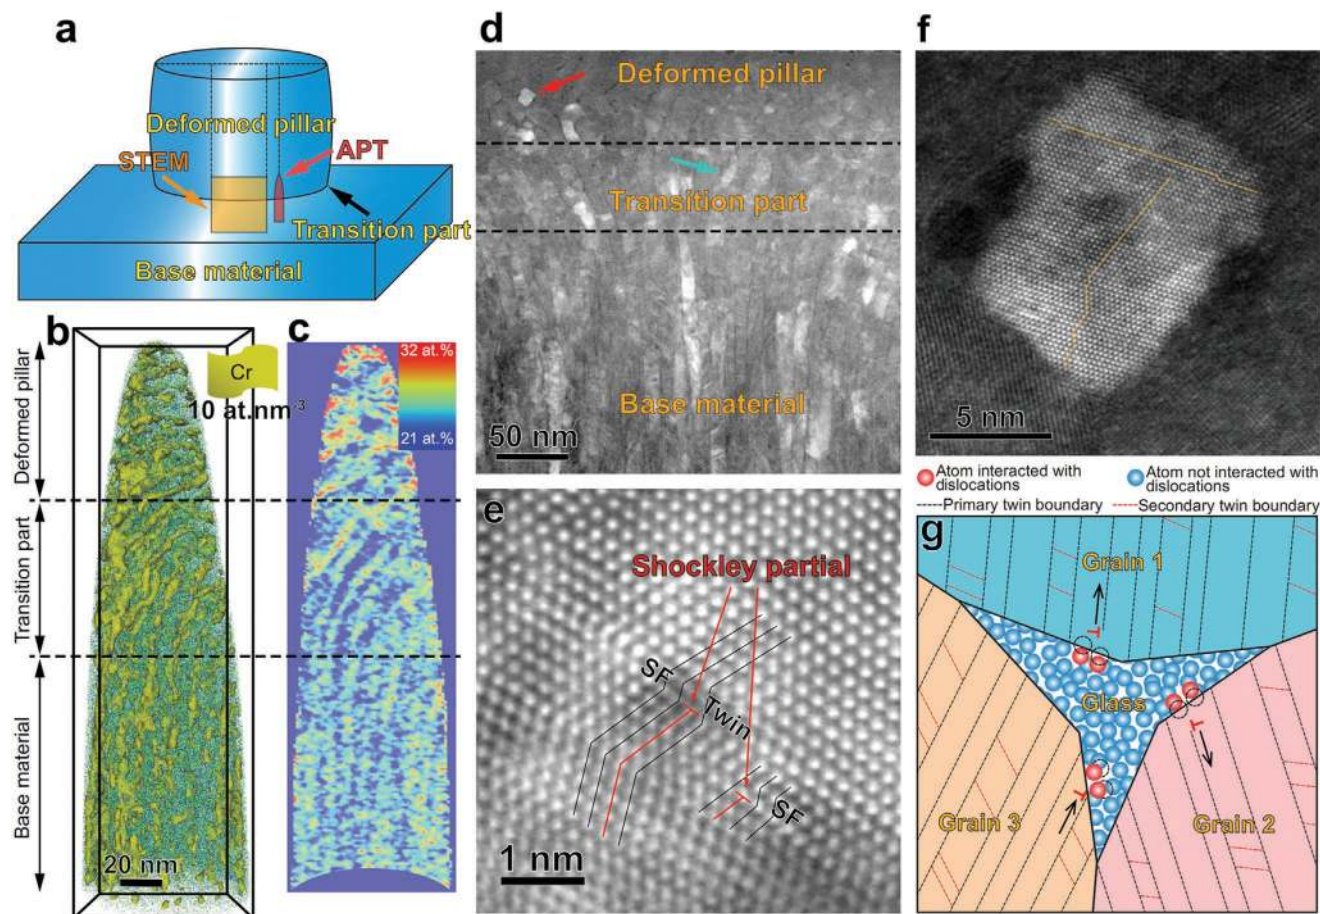 a
Deformed pillar
STEM
APT
Transition part
Base material
b
Cr
10 at.nm-3
Deformed pillar
Transition part
Base material
20 nm
c
32 at.%
21 at.%
d
Deformed pillar
Transition part
Base material
50 nm
e
Shockley partial
SF
Twin
SF
1 nm
f
5 nm
Atom interacted with
dislocations
Atom not interacted with
dislocations
Primary twin boundary
Secondary twin boundary
g
Grain 1
Glass
Grain 3
Grain 2